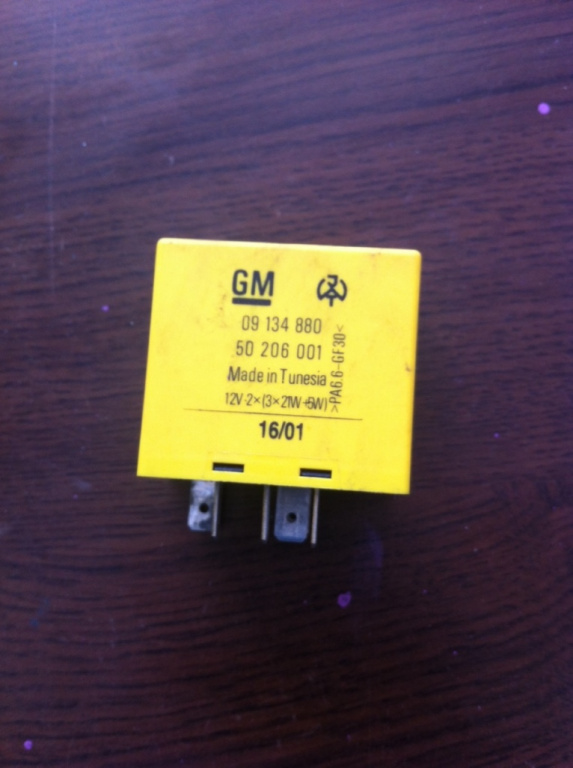 GM
09 134 880
50 206 001
Made in Tunesia
12V 2×(3×21W+5W)
>PA6.6-GF30<
16/01